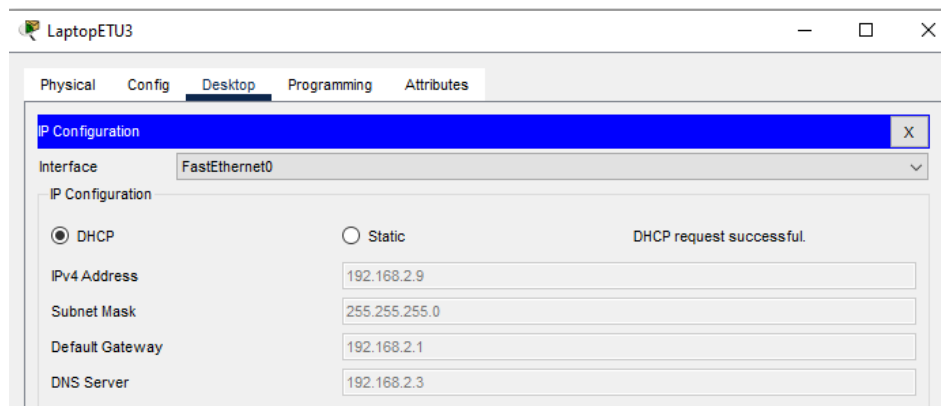 LaptopETU3
Physical Config Desktop Programming Attributes
IP Configuration X
Interface FastEthernet0
IP Configuration
DHCP Static DHCP request successful.
IPv4 Address 192.168.2.9
Subnet Mask 255.255.255.0
Default Gateway 192.168.2.1
DNS Server 192.168.2.3